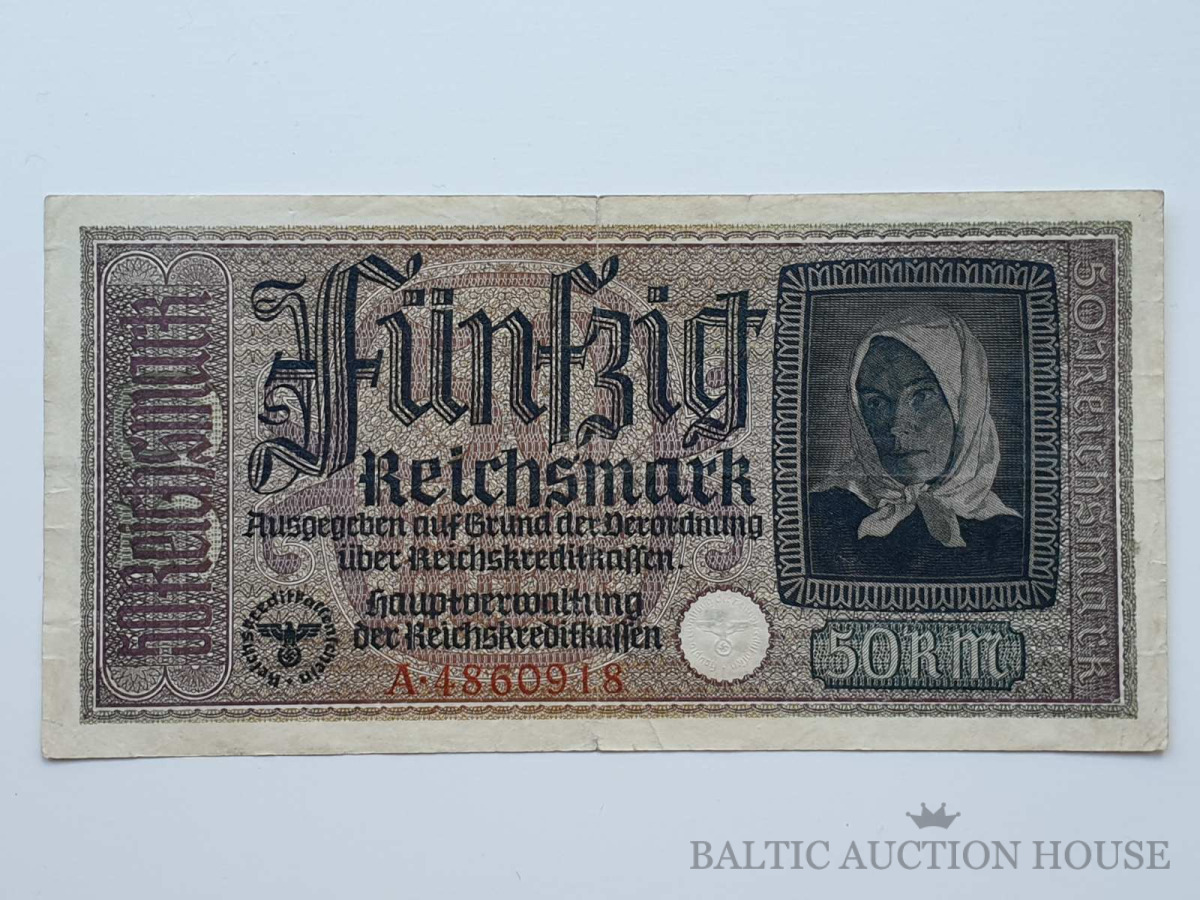 50 Reichsmark
Fünfzig
Reichsmark
Ausgegeben auf Grund der Verordnung
über Reichskreditkassen.
Hauptverwaltung
der Reichskreditkassen
Reichskreditkassenschein
A·4860918
50 RM
50 Reichsmark
BALTIC AUCTION HOUSE